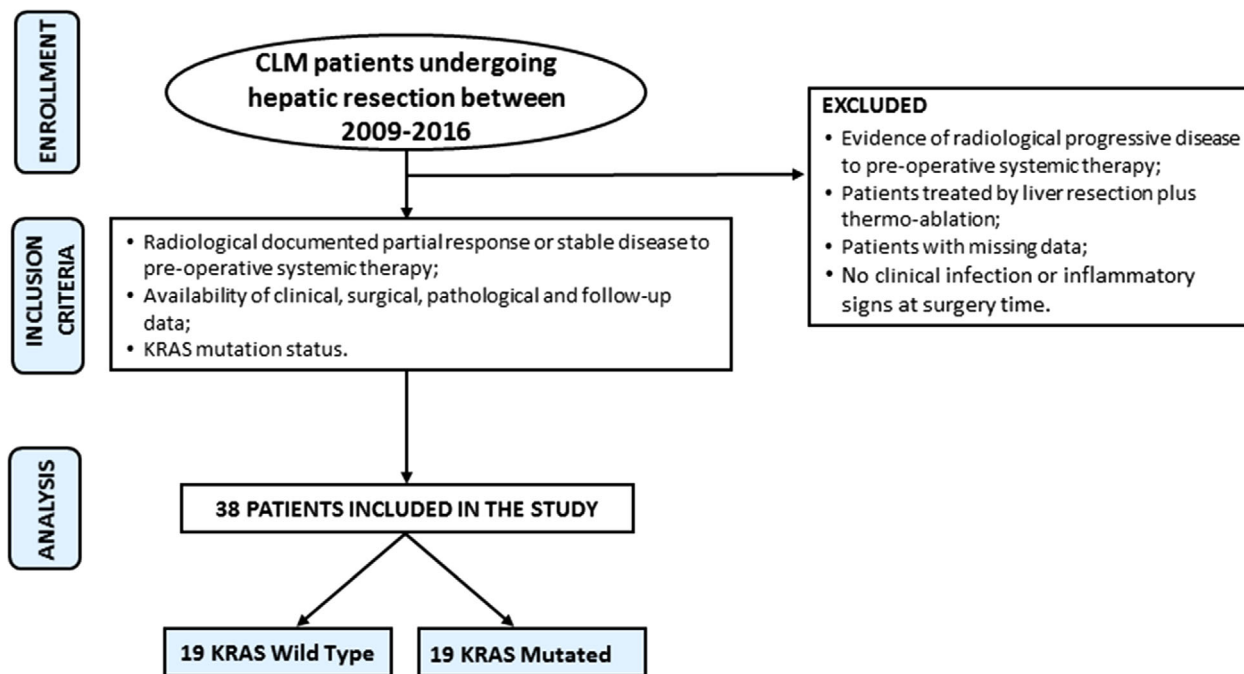 ENROLLMENT
CLM patients undergoing
hepatic resection between
2009-2016
EXCLUDED
• Evidence of radiological progressive disease
to pre-operative systemic therapy;
• Patients treated by liver resection plus
thermo-ablation;
• Patients with missing data;
• No clinical infection or inflammatory
signs at surgery time.
INCLUSION
CRITERIA
• Radiological documented partial response or stable disease to
pre-operative systemic therapy;
• Availability of clinical, surgical, pathological and follow-up
data;
• KRAS mutation status.
ANALYSIS
38 PATIENTS INCLUDED IN THE STUDY
19 KRAS Wild Type
19 KRAS Mutated